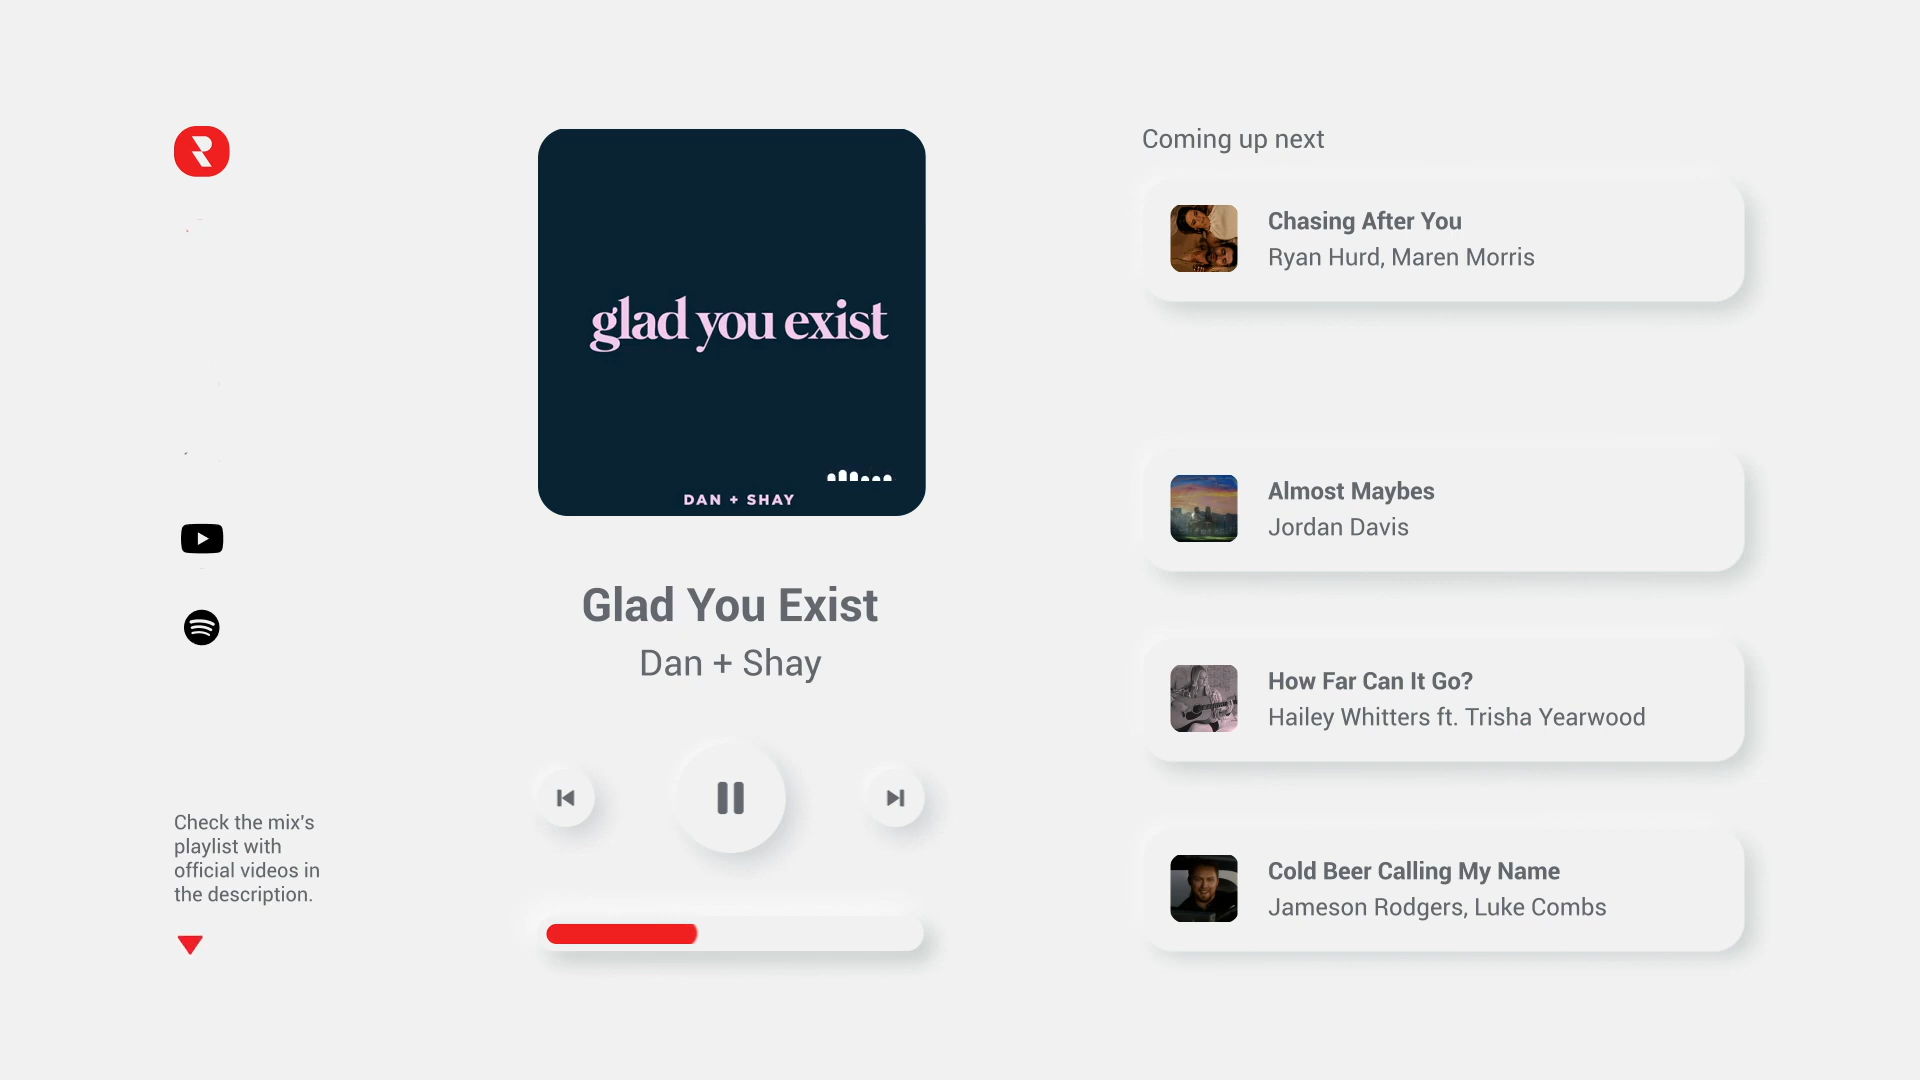 glad you exist
DAN + SHAY
Glad You Exist
Dan + Shay
Check the mix's
playlist with
official videos in
the description.
Coming up next
Chasing After You
Ryan Hurd, Maren Morris
Almost Maybes
Jordan Davis
How Far Can It Go?
Hailey Whitters ft. Trisha Yearwood
Cold Beer Calling My Name
Jameson Rodgers, Luke Combs